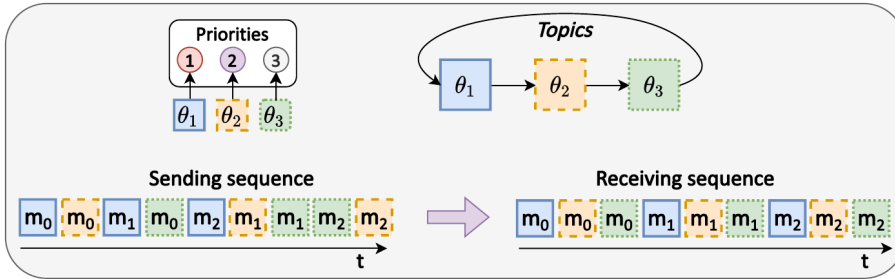 Priorities
1 2 3
θ1 θ2 θ3
Topics
θ1 θ2 θ3
Sending sequence
m0 m0 m1 m0 m2 m1 m1 m2 m2
t
Receiving sequence
m0 m0 m0 m1 m1 m1 m2 m2 m2
t